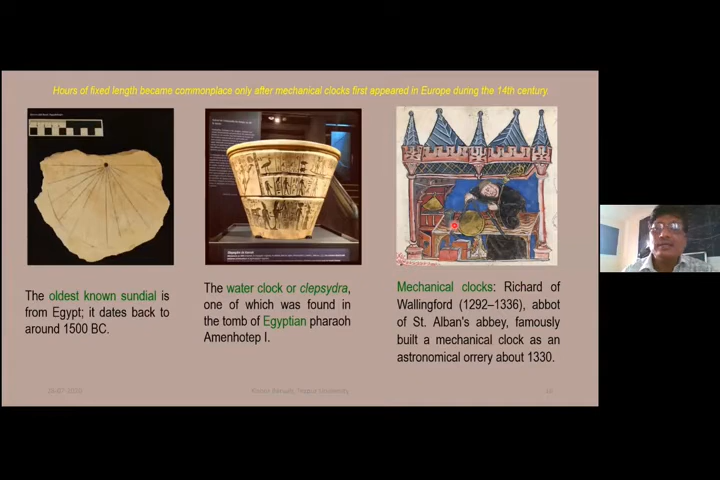 Hours of fixed length became commonplace only after mechanical clocks first appeared in Europe during the 14th century
The oldest known sundial is
from Egypt; it dates back to
around 1500 BC.
The water clock or clepsydra,
one of which was found in
the tomb of Egyptian pharaoh
Amenhotep I.
Mechanical clocks: Richard of
Wallingford (1292–1336), abbot
of St. Alban's abbey, famously
built a mechanical clock as an
astronomical orrery about 1330.
University